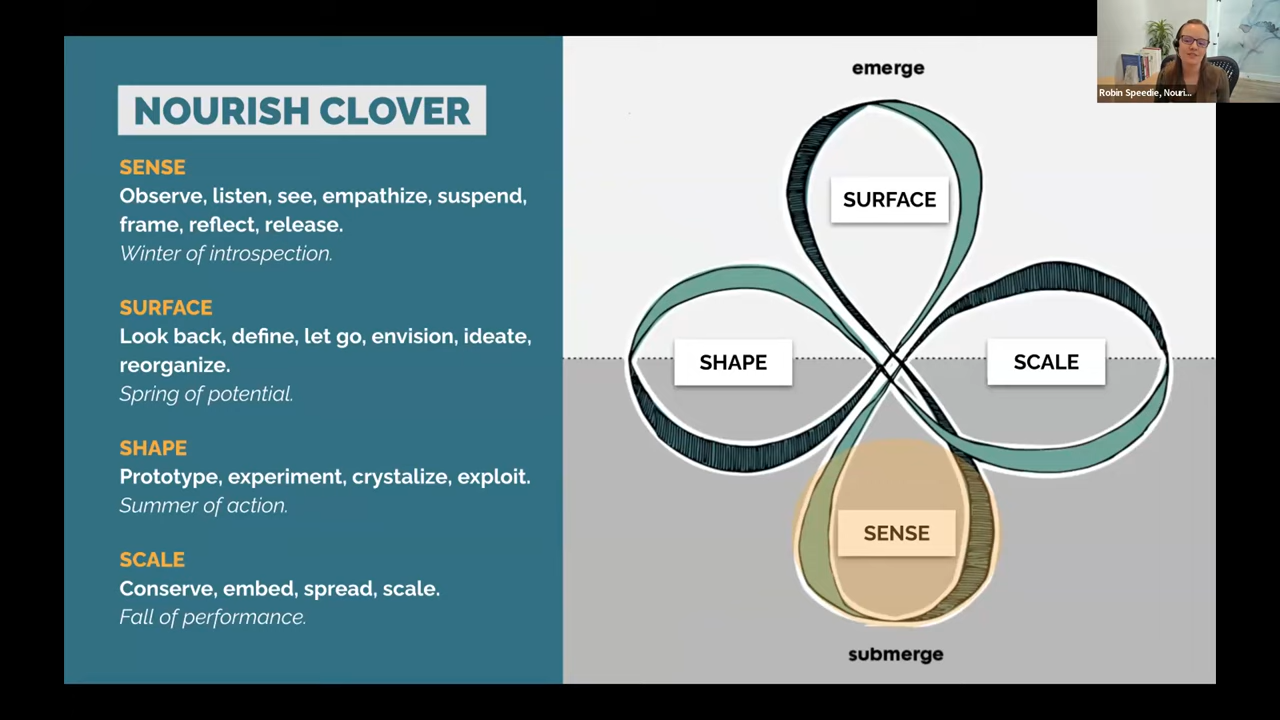 NOURISH CLOVER
SENSE
Observe, listen, see, empathize, suspend,
frame, reflect, release.
Winter of introspection.
SURFACE
Look back, define, let go, envision, ideate,
reorganize.
Spring of potential.
SHAPE
Prototype, experiment, crystalize, exploit.
Summer of action.
SCALE
Conserve, embed, spread, scale.
Fall of performance.
emerge
SURFACE
SHAPE
SCALE
SENSE
submerge
Robin Speedie, Nouri...